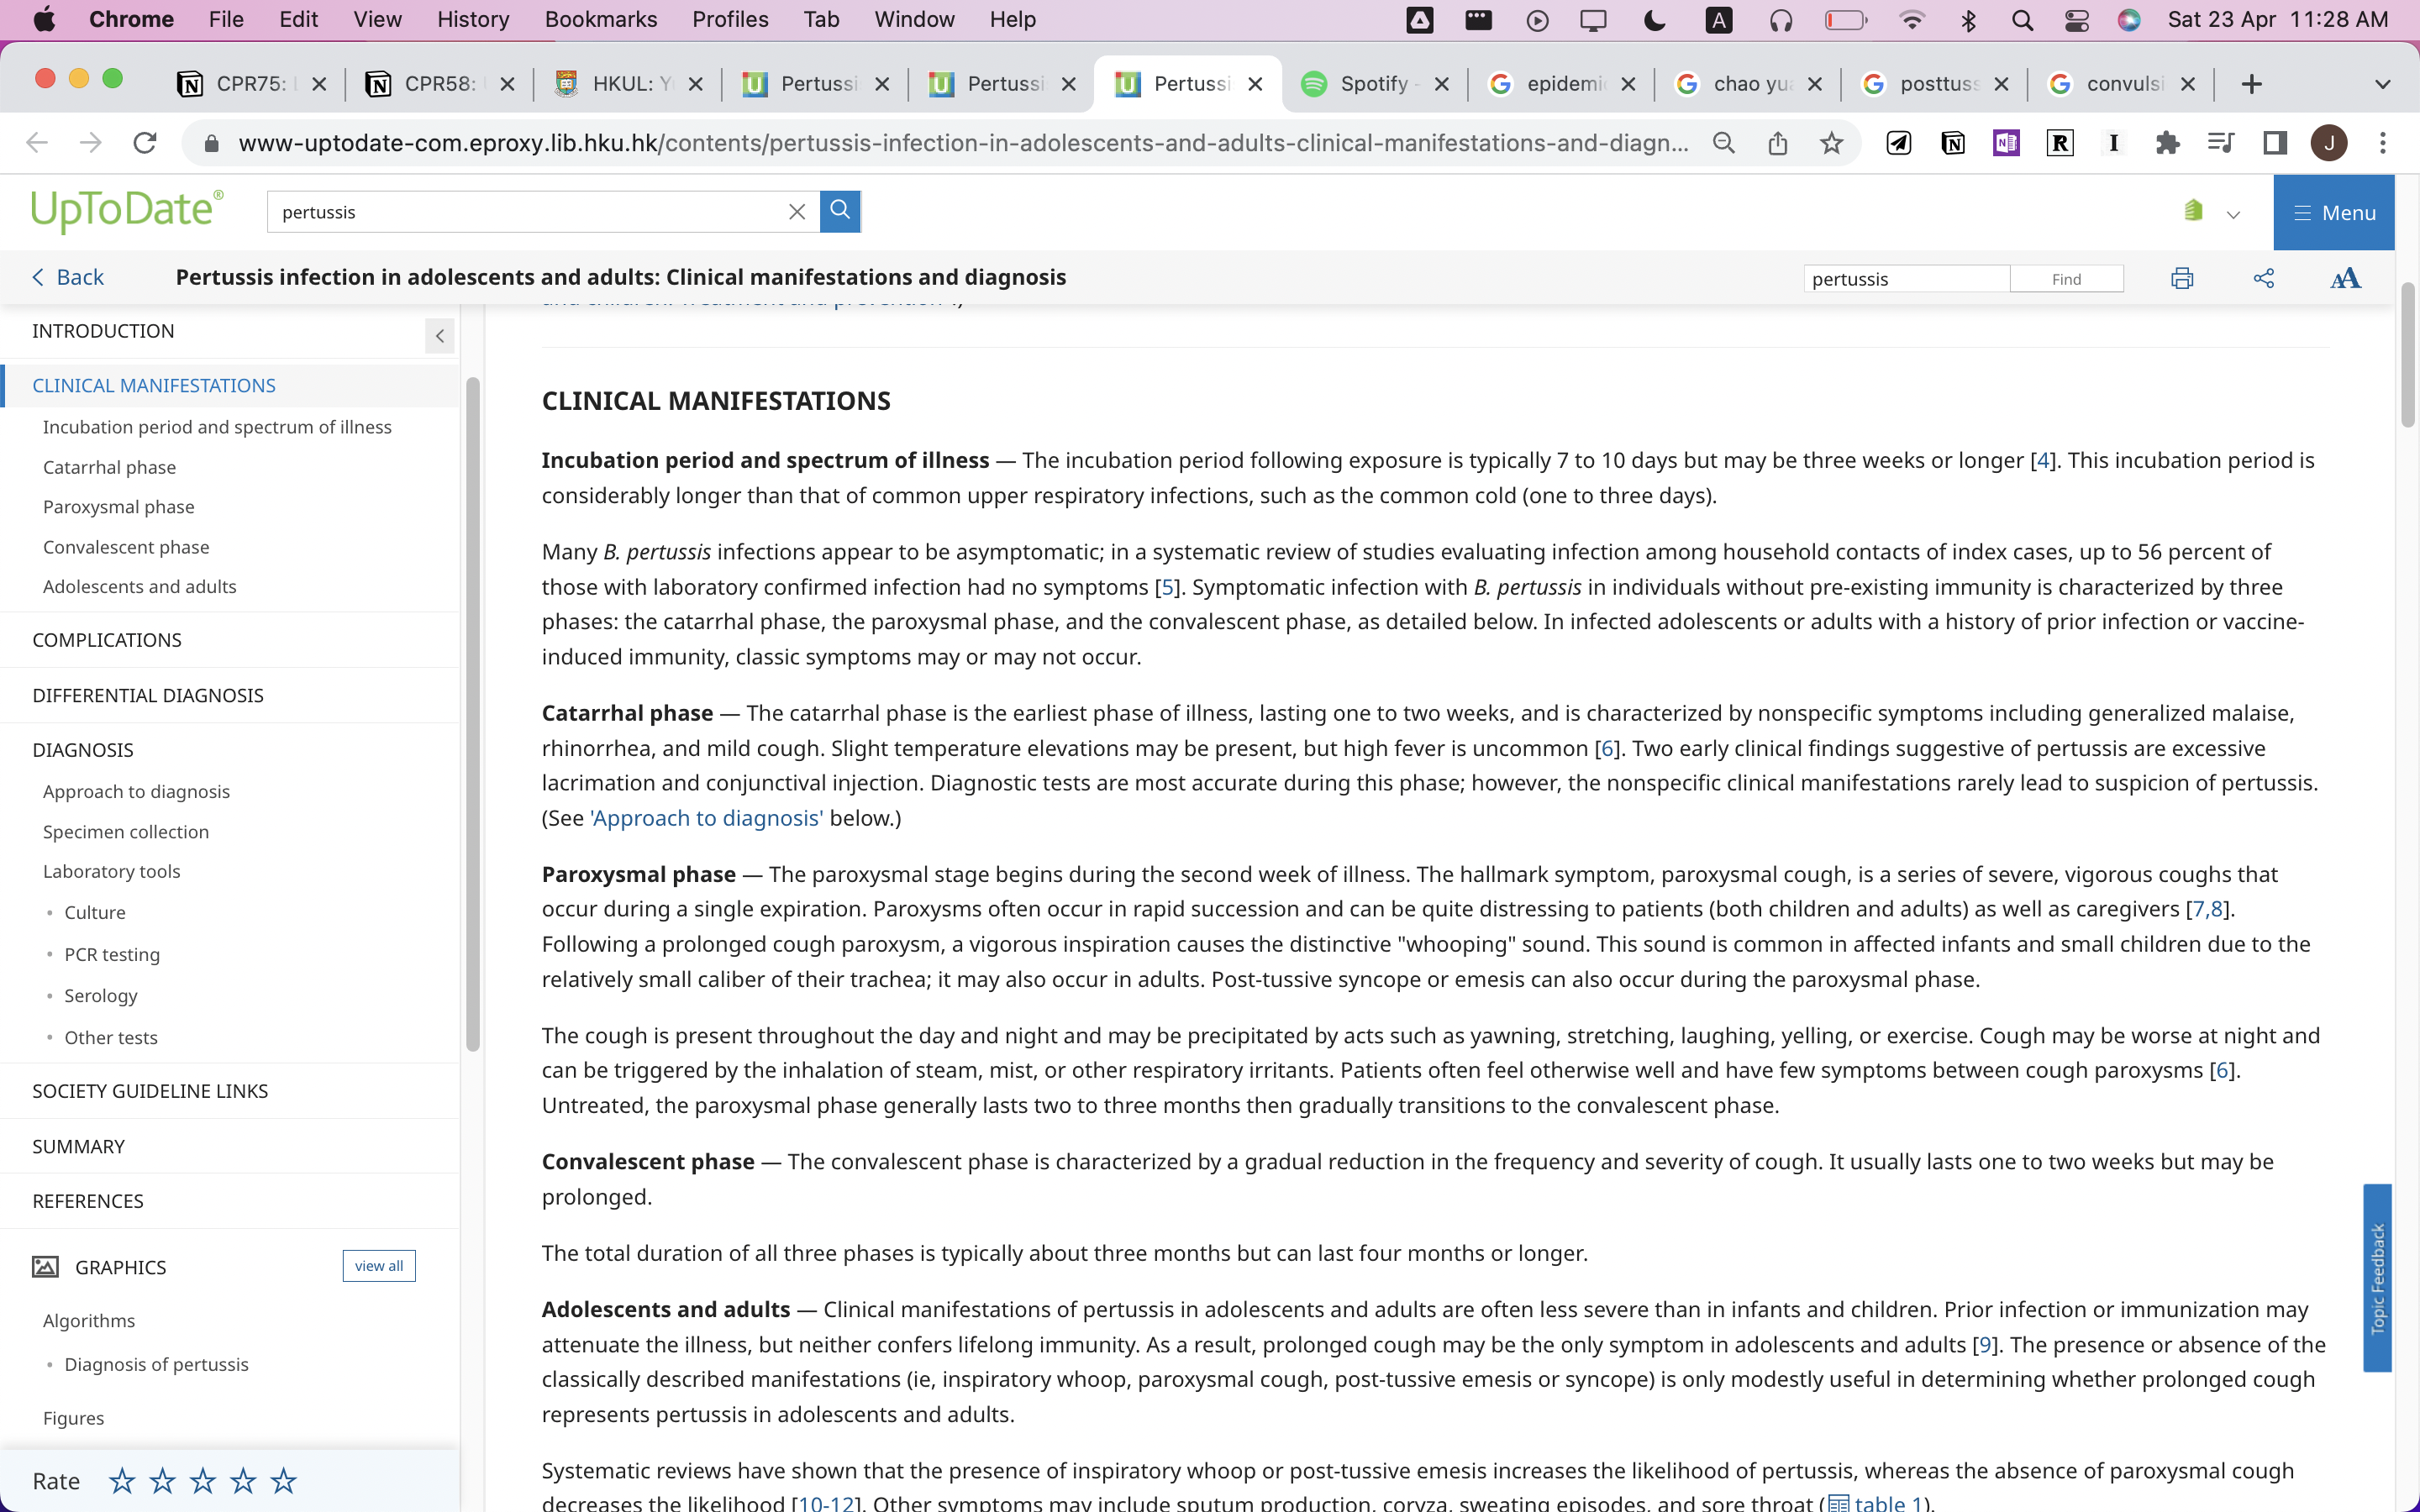 Chrome File Edit View History Bookmarks Profiles Tab Window Help A Sat 23 Apr 11:28 AM
CPR75: CPR58: HKUL: Y Pertussi Pertussi Pertussi Spotify - epidemi chao yu posttuss convulsi
www-uptodate-com.eproxy.lib.hku.hk/contents/pertussis-infection-in-adolescents-and-adults-clinical-manifestations-and-diagn... R I J
UpToDate® pertussis Menu
Back Pertussis infection in adolescents and adults: Clinical manifestations and diagnosis pertussis Find AA
INTRODUCTION
CLINICAL MANIFESTATIONS
Incubation period and spectrum of illness
Catarrhal phase
Paroxysmal phase
Convalescent phase
Adolescents and adults
COMPLICATIONS
DIFFERENTIAL DIAGNOSIS
DIAGNOSIS
Approach to diagnosis
Specimen collection
Laboratory tools
• Culture
• PCR testing
• Serology
• Other tests
SOCIETY GUIDELINE LINKS
SUMMARY
REFERENCES
GRAPHICS view all
Algorithms
• Diagnosis of pertussis
Figures
Rate
CLINICAL MANIFESTATIONS
Incubation period and spectrum of illness — The incubation period following exposure is typically 7 to 10 days but may be three weeks or longer [4]. This incubation period is
considerably longer than that of common upper respiratory infections, such as the common cold (one to three days).
Many B. pertussis infections appear to be asymptomatic; in a systematic review of studies evaluating infection among household contacts of index cases, up to 56 percent of
those with laboratory confirmed infection had no symptoms [5]. Symptomatic infection with B. pertussis in individuals without pre-existing immunity is characterized by three
phases: the catarrhal phase, the paroxysmal phase, and the convalescent phase, as detailed below. In infected adolescents or adults with a history of prior infection or vaccine-
induced immunity, classic symptoms may or may not occur.
Catarrhal phase — The catarrhal phase is the earliest phase of illness, lasting one to two weeks, and is characterized by nonspecific symptoms including generalized malaise,
rhinorrhea, and mild cough. Slight temperature elevations may be present, but high fever is uncommon [6]. Two early clinical findings suggestive of pertussis are excessive
lacrimation and conjunctival injection. Diagnostic tests are most accurate during this phase; however, the nonspecific clinical manifestations rarely lead to suspicion of pertussis.
(See 'Approach to diagnosis' below.)
Paroxysmal phase — The paroxysmal stage begins during the second week of illness. The hallmark symptom, paroxysmal cough, is a series of severe, vigorous coughs that
occur during a single expiration. Paroxysms often occur in rapid succession and can be quite distressing to patients (both children and adults) as well as caregivers [7,8].
Following a prolonged cough paroxysm, a vigorous inspiration causes the distinctive "whooping" sound. This sound is common in affected infants and small children due to the
relatively small caliber of their trachea; it may also occur in adults. Post-tussive syncope or emesis can also occur during the paroxysmal phase.
The cough is present throughout the day and night and may be precipitated by acts such as yawning, stretching, laughing, yelling, or exercise. Cough may be worse at night and
can be triggered by the inhalation of steam, mist, or other respiratory irritants. Patients often feel otherwise well and have few symptoms between cough paroxysms [6].
Untreated, the paroxysmal phase generally lasts two to three months then gradually transitions to the convalescent phase.
Convalescent phase — The convalescent phase is characterized by a gradual reduction in the frequency and severity of cough. It usually lasts one to two weeks but may be
prolonged.
The total duration of all three phases is typically about three months but can last four months or longer.
Adolescents and adults — Clinical manifestations of pertussis in adolescents and adults are often less severe than in infants and children. Prior infection or immunization may
attenuate the illness, but neither confers lifelong immunity. As a result, prolonged cough may be the only symptom in adolescents and adults [9]. The presence or absence of the
classically described manifestations (ie, inspiratory whoop, paroxysmal cough, post-tussive emesis or syncope) is only modestly useful in determining whether prolonged cough
represents pertussis in adolescents and adults.
Systematic reviews have shown that the presence of inspiratory whoop or post-tussive emesis increases the likelihood of pertussis, whereas the absence of paroxysmal cough
decreases the likelihood [10-12]. Other symptoms may include sputum production, coryza, sweating episodes, and sore throat (table 1).
Topic Feedback